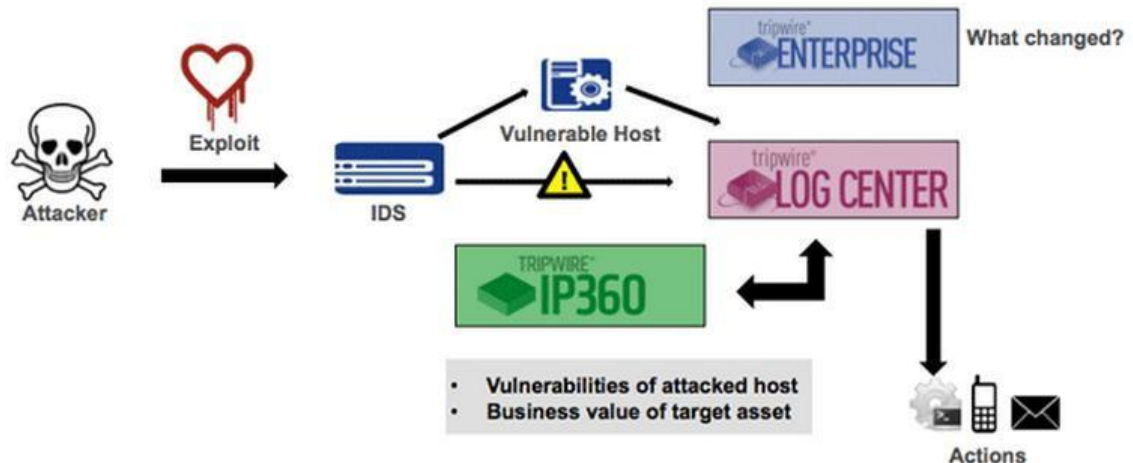 tripwire®
ENTERPRISE
What changed?
Exploit
Vulnerable Host
Attacker
IDS
!
tripwire®
LOG CENTER
TRIPWIRE®
IP360
• Vulnerabilities of attacked host
• Business value of target asset
>_
Actions